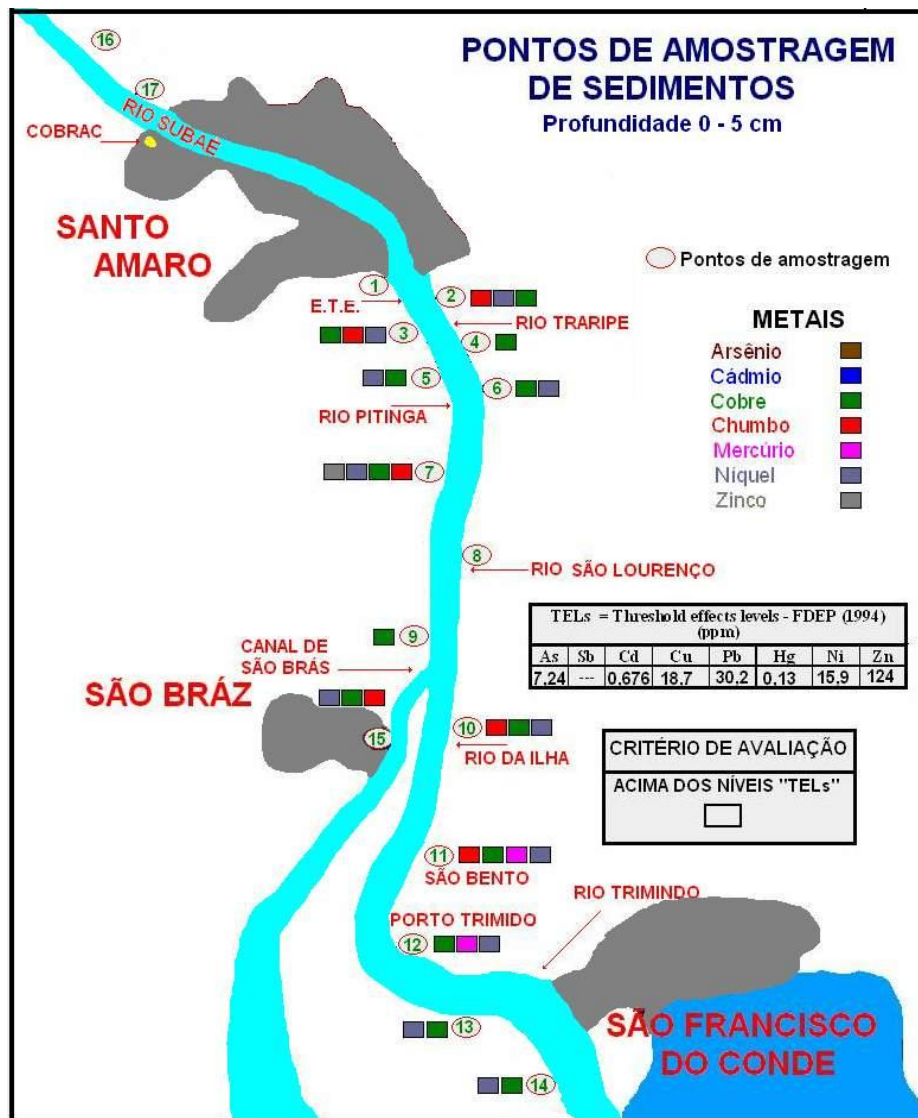 PONTOS DE AMOSTRAGEM
DE SEDIMENTOS
Profundidade 0 - 5 cm
16
17
RIO SUBAÉ
COBRAC
SANTO
AMARO
Pontos de amostragem
1
2
E.T.E.
RIO TRARIPE
3
4
5
6
RIO PITINGA
7
METAIS
Arsênio
Cádmio
Cobre
Chumbo
Mercúrio
Níquel
Zinco
8
RIO SÃO LOURENÇO
TELs = Threshold effects levels - FDEP (1994)
(ppm)
As Sb Cd Cu Pb Hg Ni Zn
7,24 --- 0,676 18,7 30,2 0,13 15,9 124
9
CANAL DE
SÃO BRÁS
SÃO BRÁZ
15
10
RIO DA ILHA
CRITÉRIO DE AVALIAÇÃO
ACIMA DOS NÍVEIS "TELs"
11
SÃO BENTO
RIO TRIMINDO
PORTO TRIMIDO
12
13
SÃO FRANCISCO
DO CONDE
14